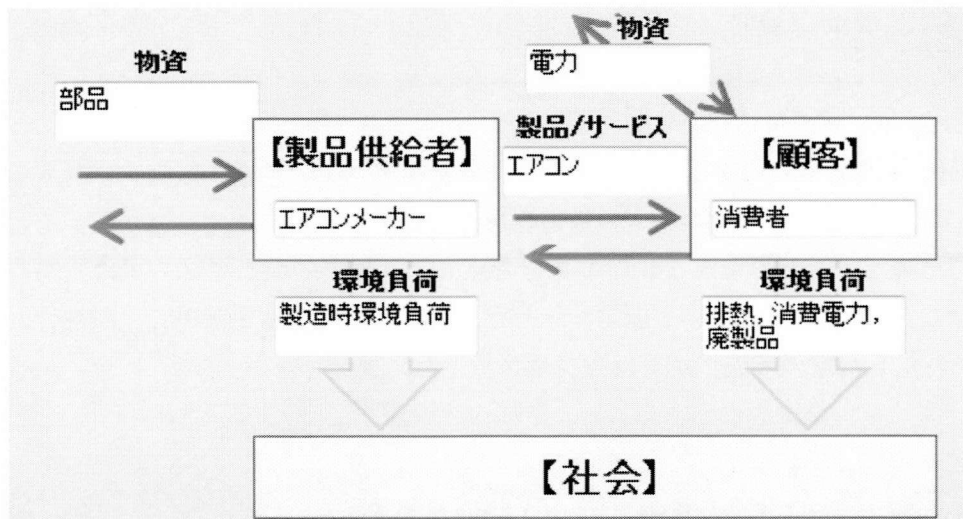 物資
部品
物資
電力
【製品供給者】
エアコンメーカー
製品/サービス
エアコン
【顧客】
消費者
環境負荷
製造時環境負荷
環境負荷
排熱,消費電力,
廃製品
【社会】